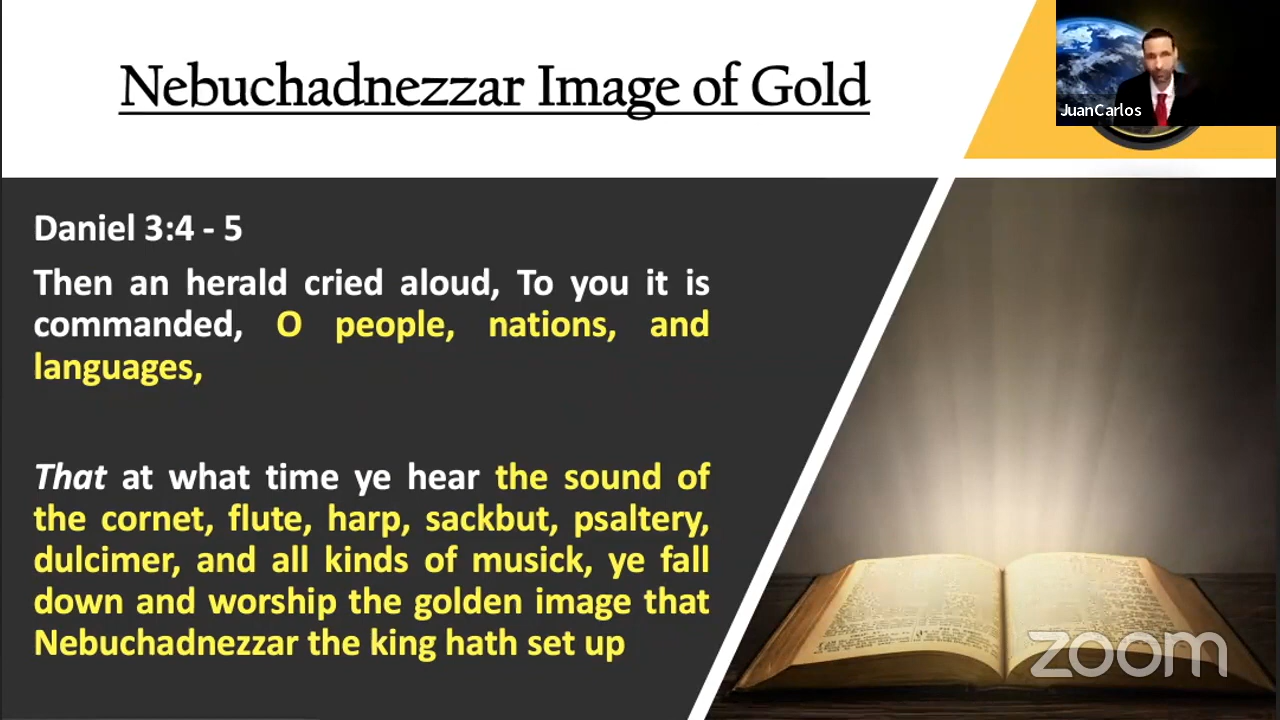 Nebuchadnezzar Image of Gold
JuanCarlos
Daniel 3:4 - 5
Then an herald cried aloud, To you it is
commanded, O people, nations, and
languages,
That at what time ye hear the sound of
the cornet, flute, harp, sackbut, psaltery,
dulcimer, and all kinds of musick, ye fall
down and worship the golden image that
Nebuchadnezzar the king hath set up
zoom